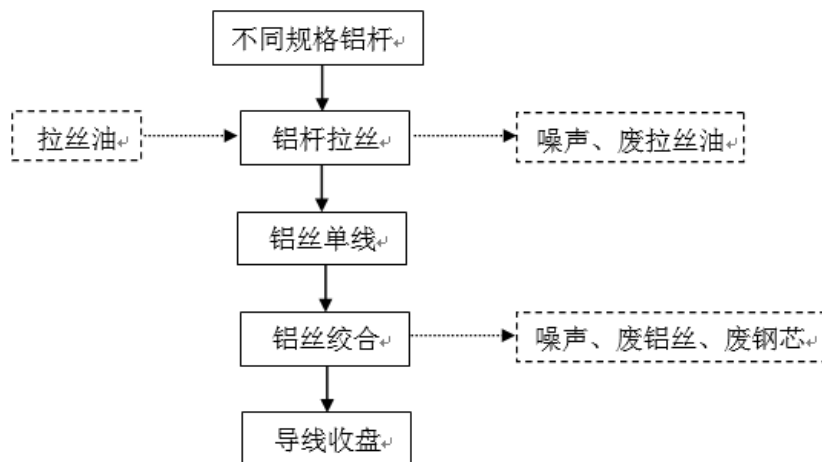 不同规格铝杆
拉丝油
铝杆拉丝
噪声、废拉丝油
铝丝单线
铝丝绞合
噪声、废铝丝、废钢芯
导线收盘